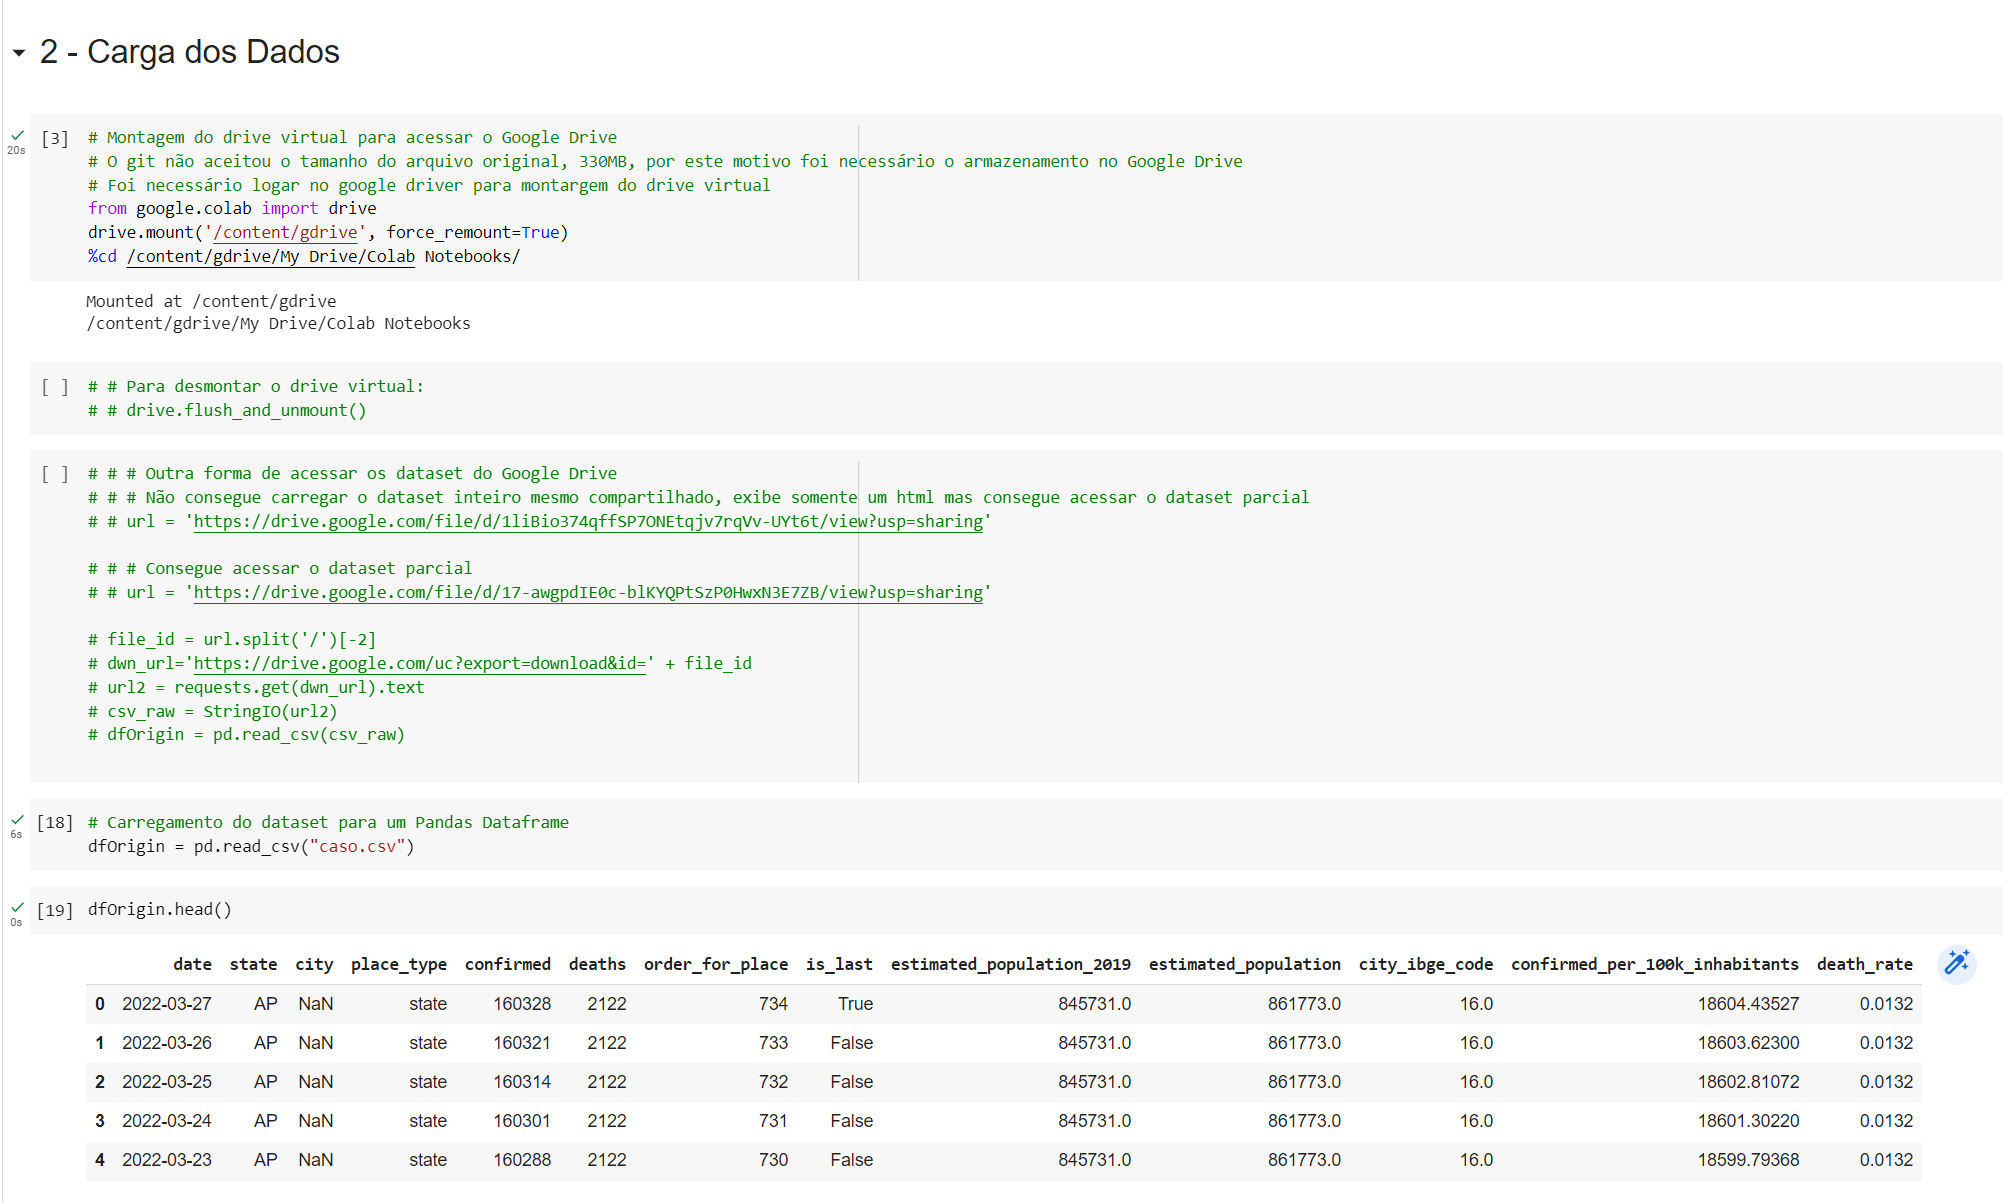 2 - Carga dos Dados
20s
[3] # Montagem do drive virtual para acessar o Google Drive
# O git não aceitou o tamanho do arquivo original, 330MB, por este motivo foi necessário o armazenamento no Google Drive
# Foi necessário logar no google driver para montargem do drive virtual
from google.colab import drive
drive.mount('/content/gdrive', force_remount=True)
%cd /content/gdrive/My Drive/Colab Notebooks/
Mounted at /content/gdrive
/content/gdrive/My Drive/Colab Notebooks
[ ] # # Para desmontar o drive virtual:
# # drive.flush_and_unmount()
[ ] # # # Outra forma de acessar os dataset do Google Drive
# # # Não consegue carregar o dataset inteiro mesmo compartilhado, exibe somente um html mas consegue acessar o dataset parcial
# # url = 'https://drive.google.com/file/d/1liBio374qffSP7ONEtqjv7rqVv-UYt6t/view?usp=sharing'
# # # Consegue acessar o dataset parcial
# # url = 'https://drive.google.com/file/d/17-awgpdIE0c-blKYQPtSzP0HwxN3E7ZB/view?usp=sharing'
# file_id = url.split('/')[-2]
# dwn_url='https://drive.google.com/uc?export=download&id=' + file_id
# url2 = requests.get(dwn_url).text
# csv_raw = StringIO(url2)
# dfOrigin = pd.read_csv(csv_raw)
6s
[18] # Carregamento do dataset para um Pandas Dataframe
dfOrigin = pd.read_csv("caso.csv")
0s
[19] dfOrigin.head()
date state city place_type confirmed deaths order_for_place is_last estimated_population_2019 estimated_population city_ibge_code confirmed_per_100k_inhabitants death_rate
0 2022-03-27 AP NaN state 160328 2122 734 True 845731.0 861773.0 16.0 18604.43527 0.0132
1 2022-03-26 AP NaN state 160321 2122 733 False 845731.0 861773.0 16.0 18603.62300 0.0132
2 2022-03-25 AP NaN state 160314 2122 732 False 845731.0 861773.0 16.0 18602.81072 0.0132
3 2022-03-24 AP NaN state 160301 2122 731 False 845731.0 861773.0 16.0 18601.30220 0.0132
4 2022-03-23 AP NaN state 160288 2122 730 False 845731.0 861773.0 16.0 18599.79368 0.0132